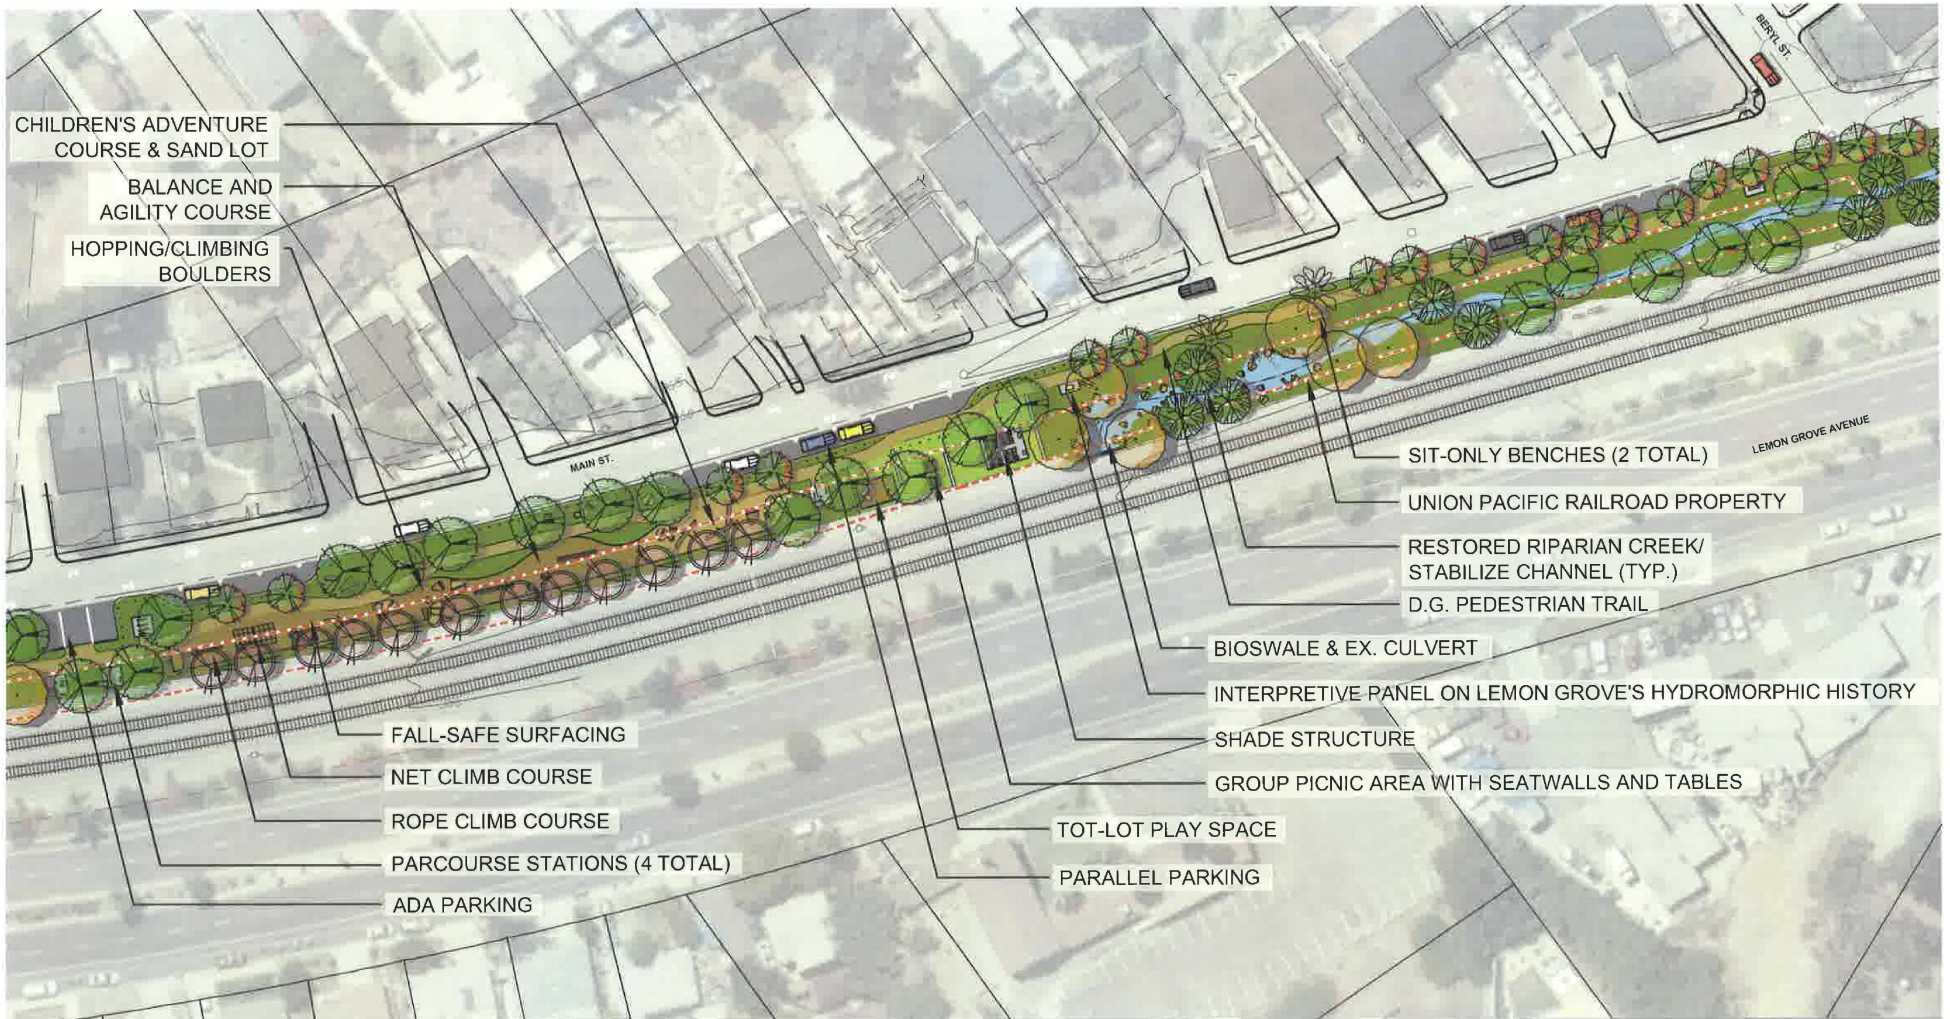 BERYL ST.
CHILDREN'S ADVENTURE
COURSE & SAND LOT
BALANCE AND
AGILITY COURSE
HOPPING/CLIMBING
BOULDERS
MAIN ST.
LEMON GROVE AVENUE
SIT-ONLY BENCHES (2 TOTAL)
UNION PACIFIC RAILROAD PROPERTY
RESTORED RIPARIAN CREEK/
STABILIZE CHANNEL (TYP.)
D.G. PEDESTRIAN TRAIL
BIOSWALE & EX. CULVERT
INTERPRETIVE PANEL ON LEMON GROVE'S HYDROMORPHIC HISTORY
SHADE STRUCTURE
GROUP PICNIC AREA WITH SEATWALLS AND TABLES
TOT-LOT PLAY SPACE
PARALLEL PARKING
FALL-SAFE SURFACING
NET CLIMB COURSE
ROPE CLIMB COURSE
PARCOURSE STATIONS (4 TOTAL)
ADA PARKING